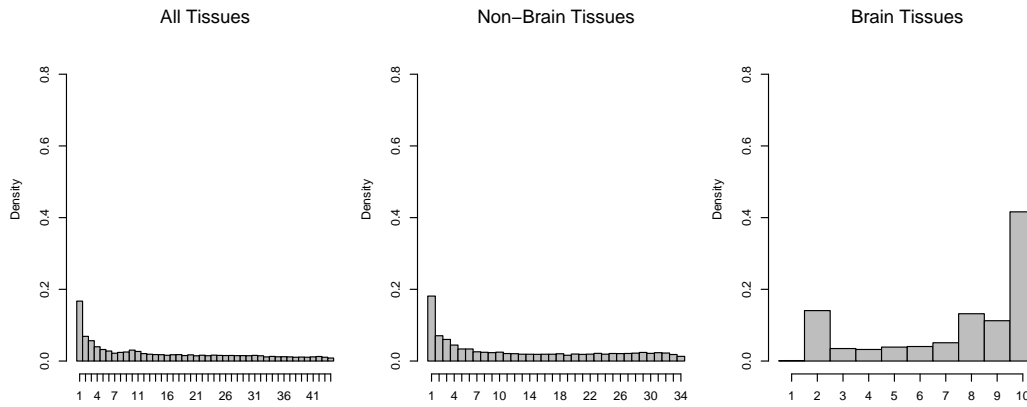 All Tissues
Density
0.0 0.2 0.4 0.6 0.8
1 4 7 11 16 21 26 31 36 41
Non−Brain Tissues
Density
0.0 0.2 0.4 0.6 0.8
1 4 7 10 14 18 22 26 30 34
Brain Tissues
Density
0.0 0.2 0.4 0.6 0.8
1 2 3 4 5 6 7 8 9 10